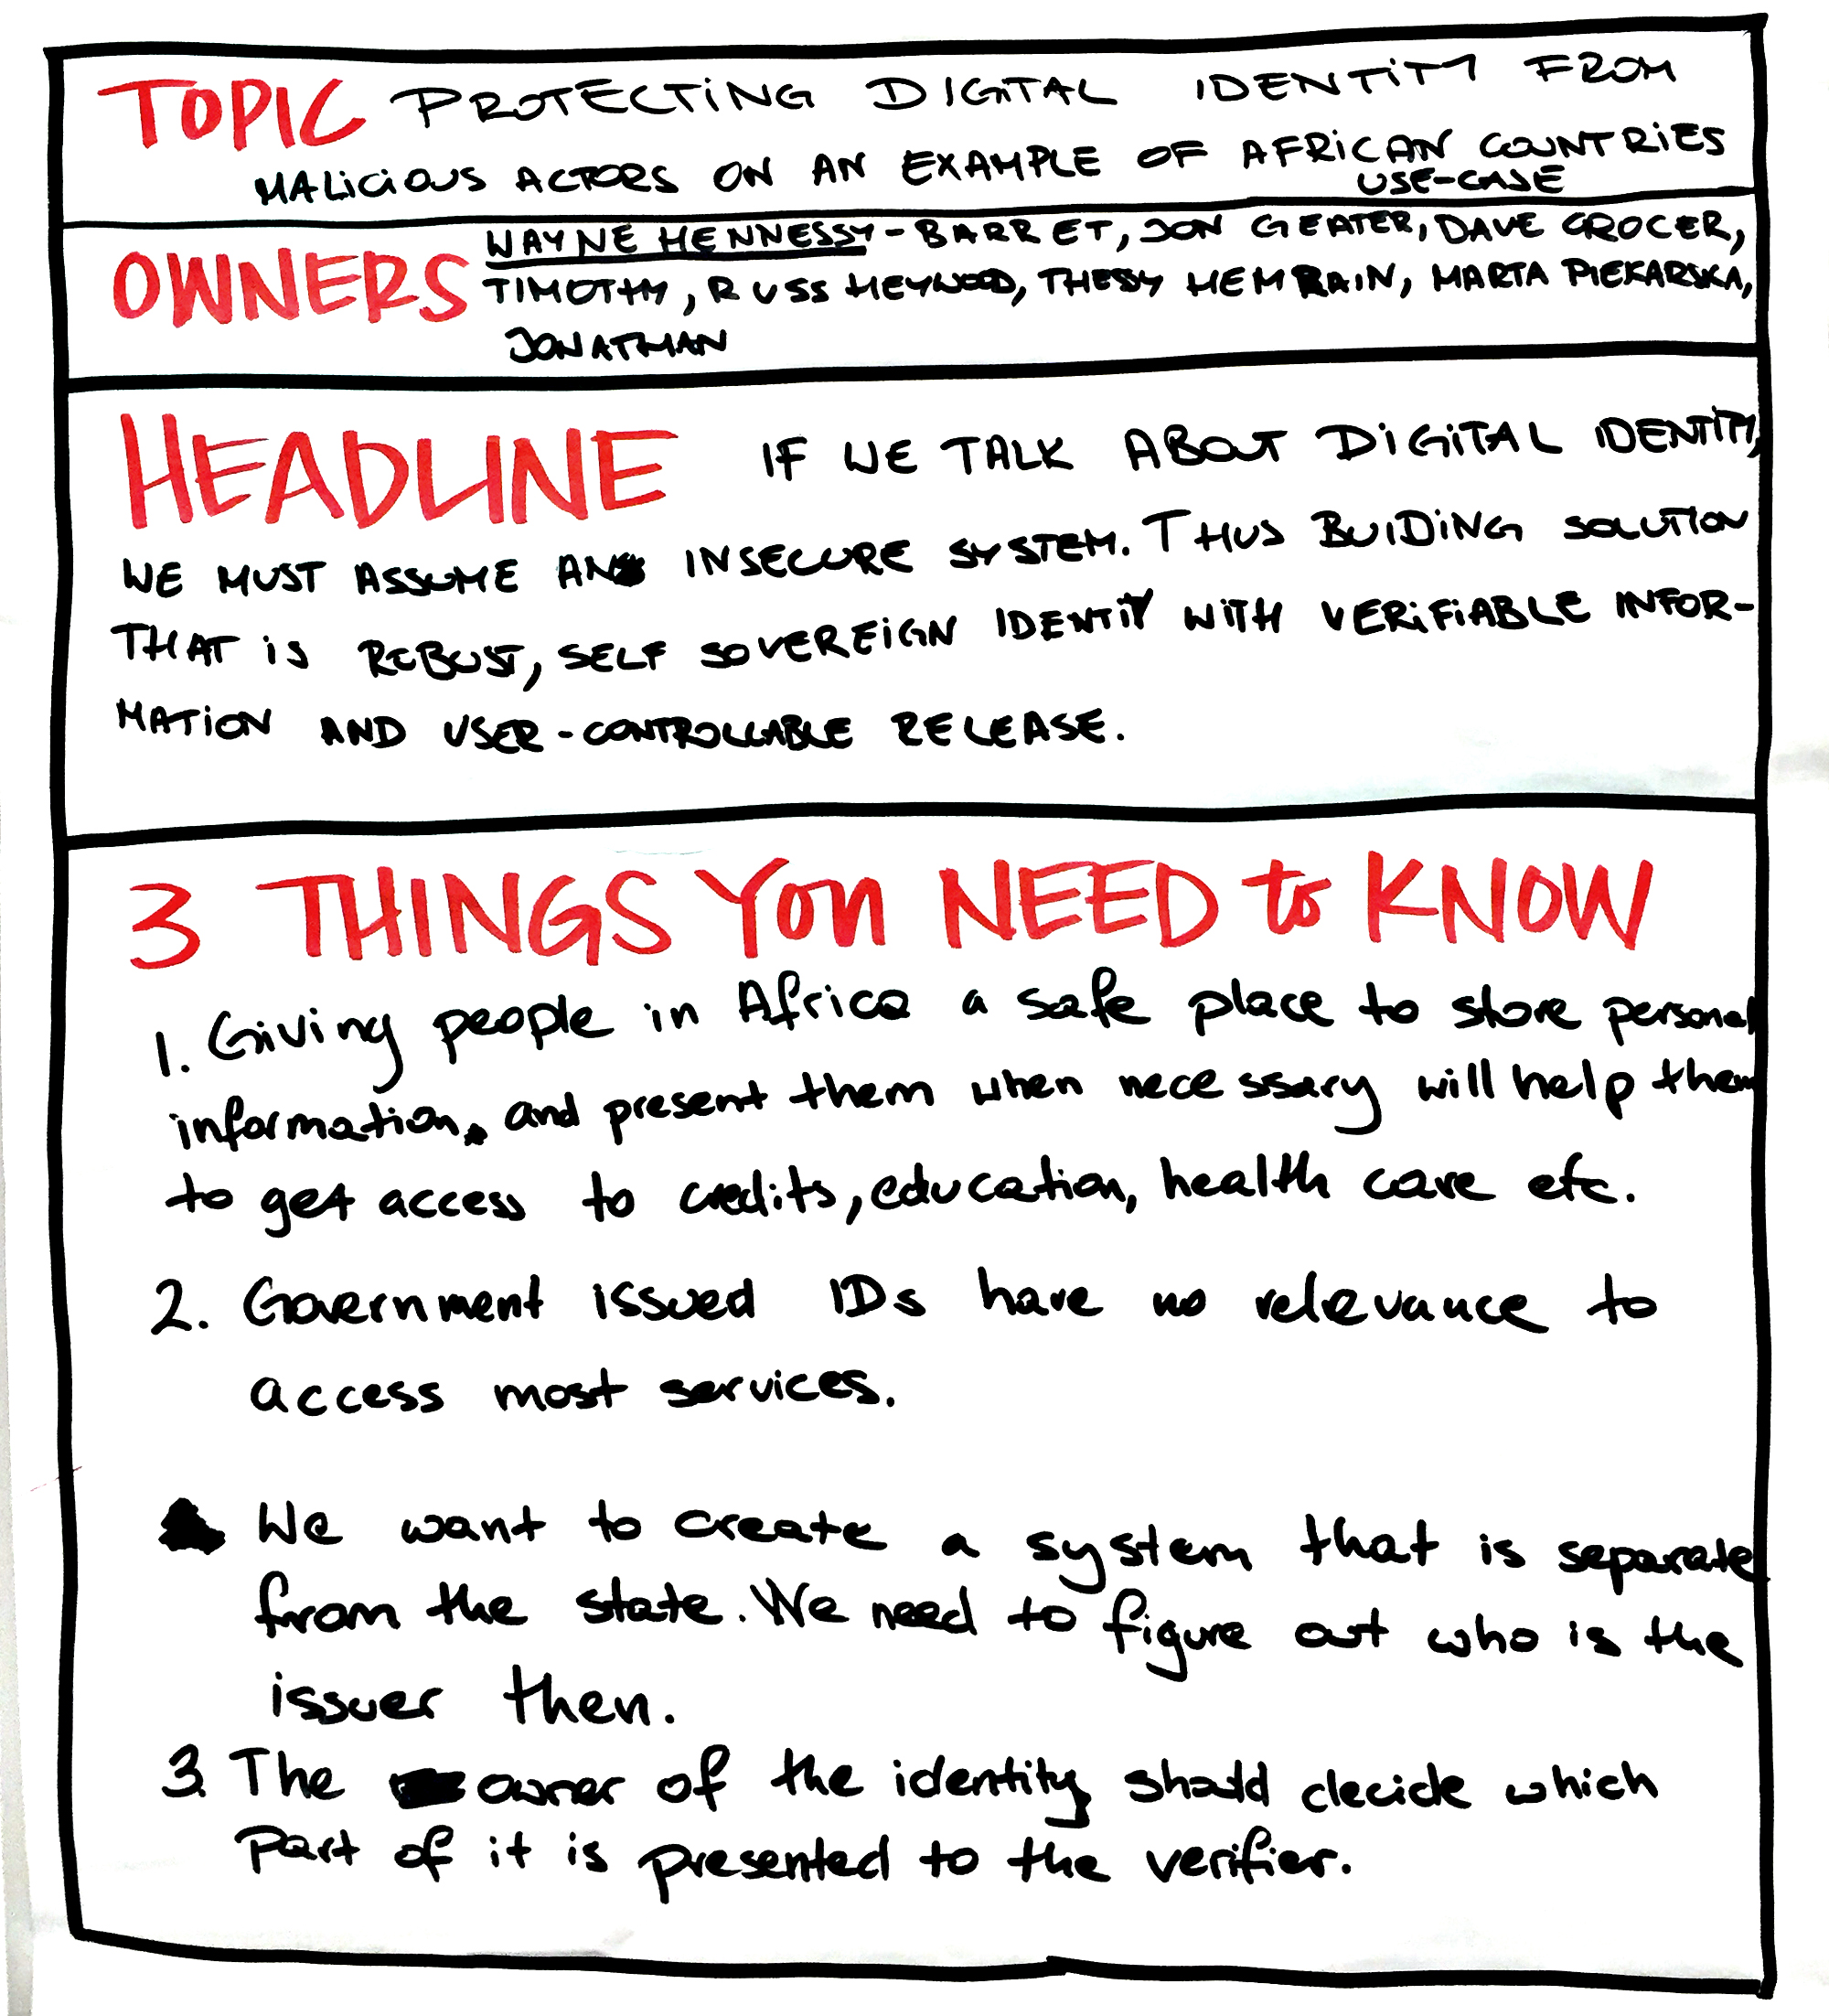 TOPIC PROTECTING DIGITAL IDENTITY FROM
MALICIOUS ACTORS ON AN EXAMPLE OF AFRICAN COUNTRIES
USE-CASE
OWNERS WAYNE HENNESSY-BARRET, JON GEATER, DAVE CROCER,
TIMOTHY, RUSS HEYWOOD, THESSY HEMRAIN, MARTA PIEKARSKA,
JONATHAN
HEADLINE IF WE TALK ABOUT DIGITAL IDENTITY,
WE MUST ASSUME AN INSECURE SYSTEM. THUS BUIDING SOLUTION
THAT IS ROBUST, SELF SOVEREIGN IDENTITY WITH VERIFIABLE INFOR-
MATION AND USER-CONTROLLABLE RELEASE.
3 THINGS YOU NEED to KNOW
1. Giving people in Africa a safe place to store personal
information, and present them when necessary will help them
to get access to credits, education, health care etc.
2. Government issued IDs have no relevance to
access most services.
We want to create a system that is separate
from the state. We need to figure out who is the
issuer then.
3. The owner of the identity should decide which
Part of it is presented to the verifier.